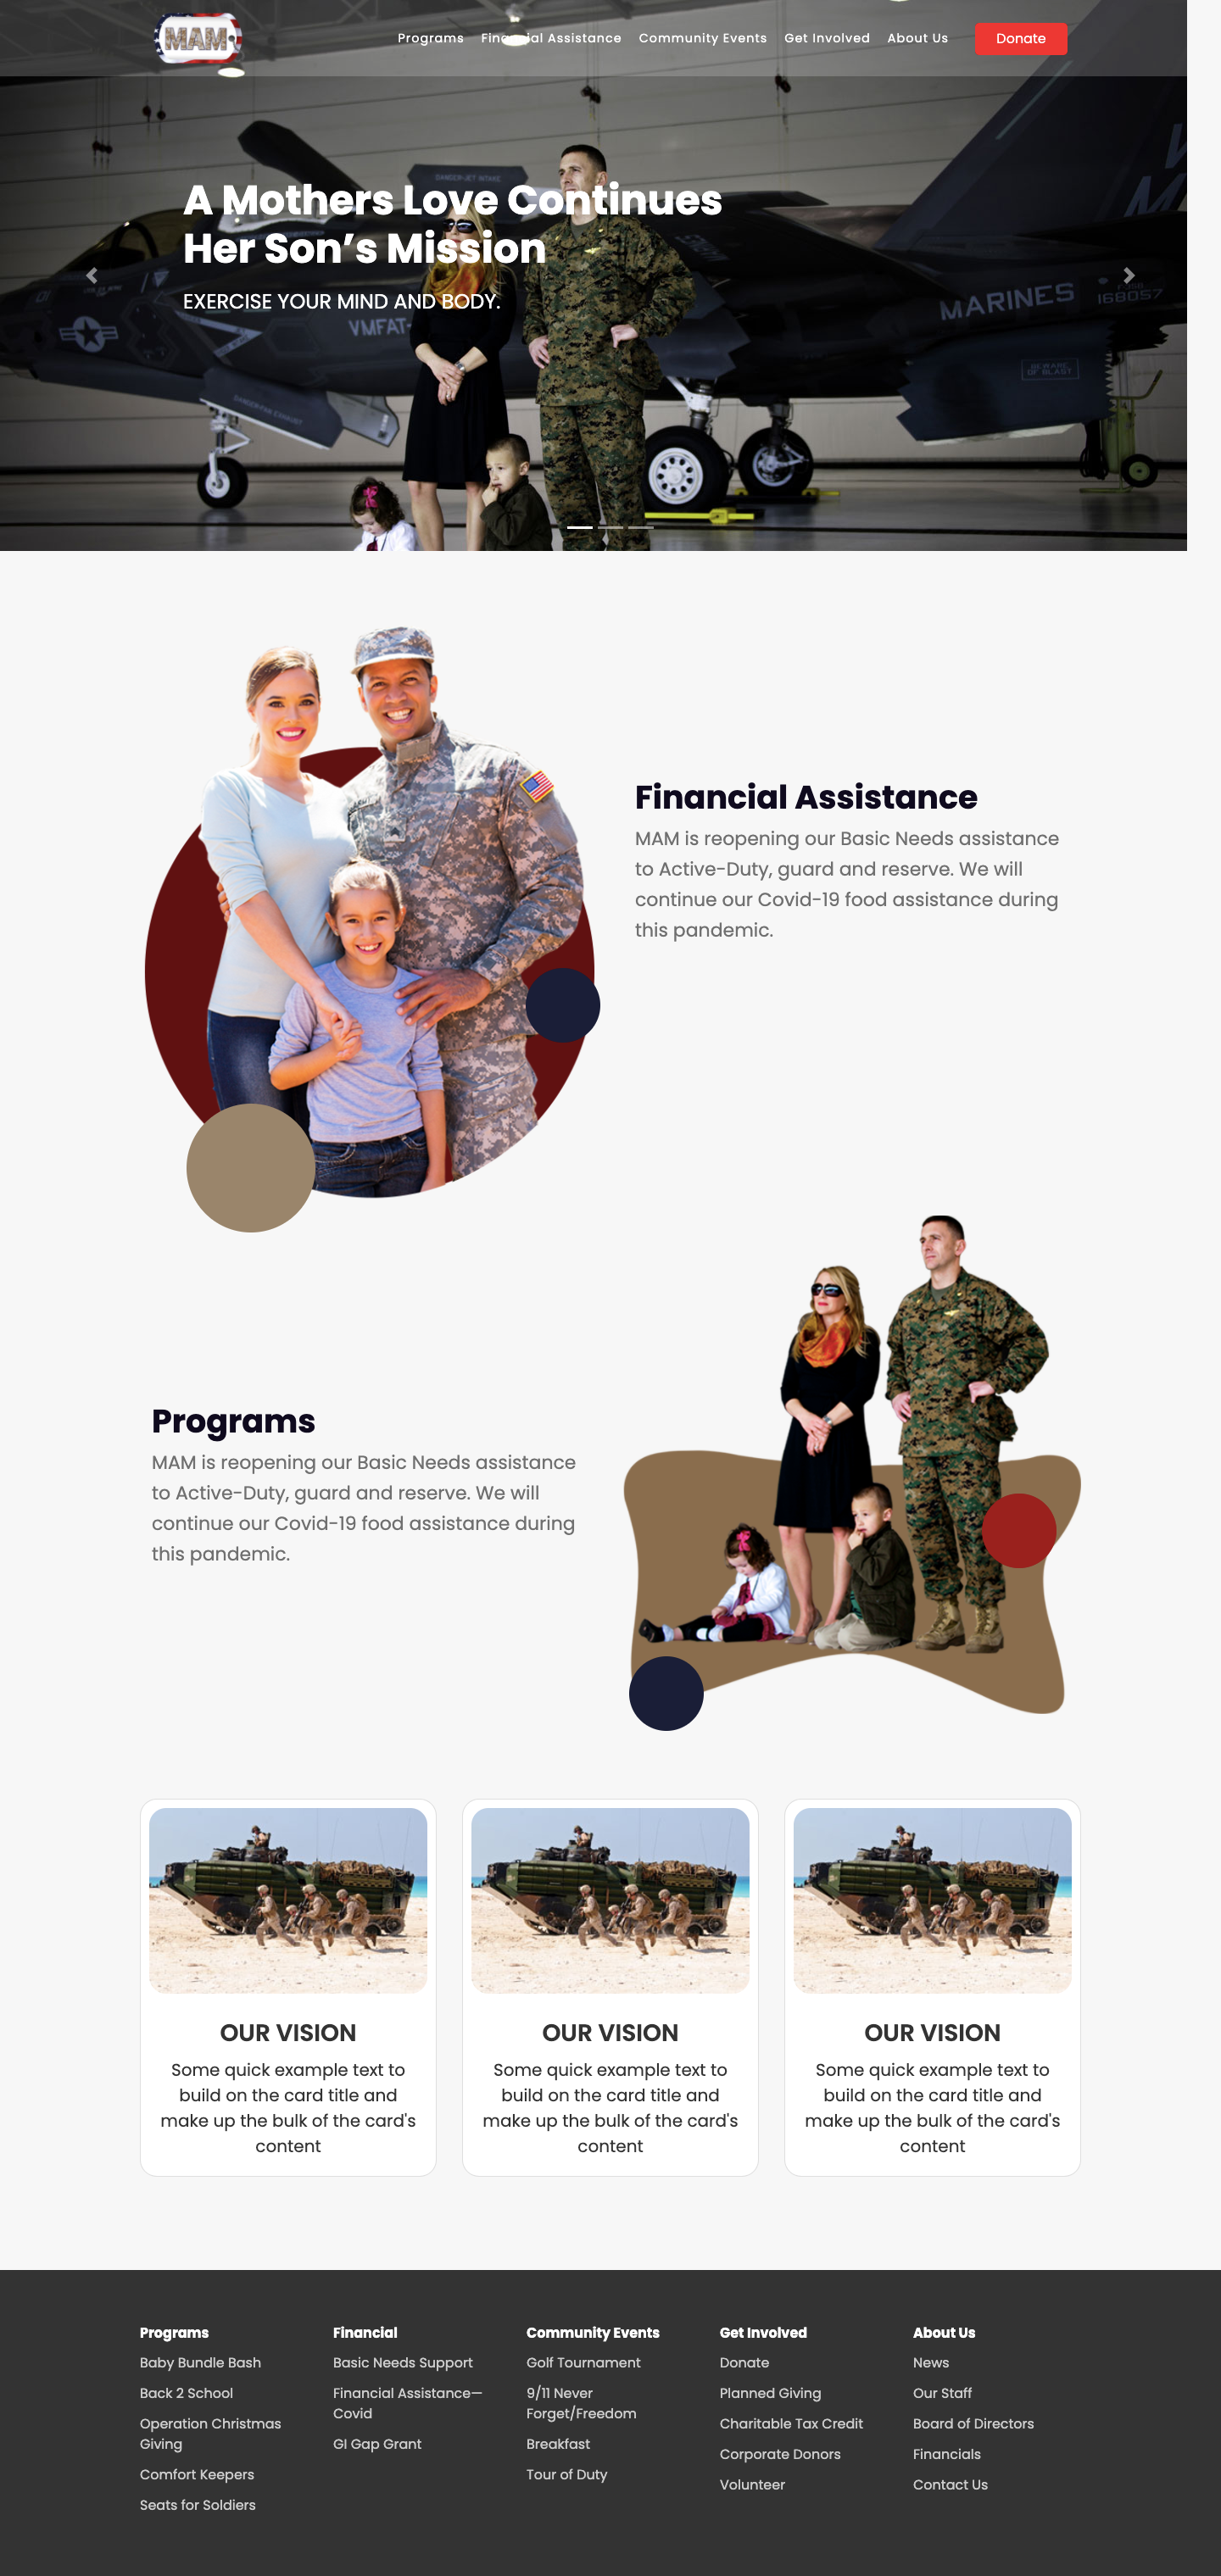 MAM
Programs Financial Assistance Community Events Get Involved About Us Donate
DANGER-JET INTAKE
A Mothers Love Continues
Her Son’s Mission
EXERCISE YOUR MIND AND BODY.
VMFAT-
MARINES
168057
BEWARE
OF BLAST
Financial Assistance
MAM is reopening our Basic Needs assistance
to Active-Duty, guard and reserve. We will
continue our Covid-19 food assistance during
this pandemic.
Programs
MAM is reopening our Basic Needs assistance
to Active-Duty, guard and reserve. We will
continue our Covid-19 food assistance during
this pandemic.
OUR VISION
Some quick example text to
build on the card title and
make up the bulk of the card's
content
OUR VISION
Some quick example text to
build on the card title and
make up the bulk of the card's
content
OUR VISION
Some quick example text to
build on the card title and
make up the bulk of the card's
content
Programs
Baby Bundle Bash
Back 2 School
Operation Christmas
Giving
Comfort Keepers
Seats for Soldiers
Financial
Basic Needs Support
Financial Assistance—
Covid
GI Gap Grant
Community Events
Golf Tournament
9/11 Never
Forget/Freedom
Breakfast
Tour of Duty
Get Involved
Donate
Planned Giving
Charitable Tax Credit
Corporate Donors
Volunteer
About Us
News
Our Staff
Board of Directors
Financials
Contact Us